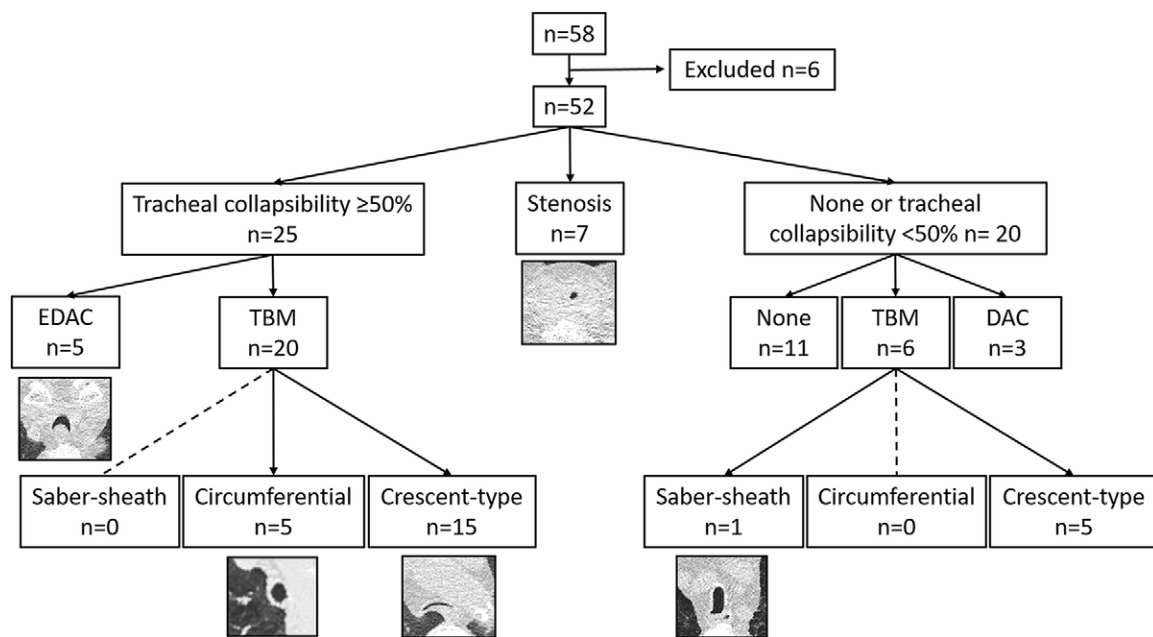 n=58
Excluded n=6
n=52
Tracheal collapsibility ≥50%
n=25
Stenosis
n=7
None or tracheal
collapsibility <50% n= 20
EDAC
n=5
TBM
n=20
None
n=11
TBM
n=6
DAC
n=3
Saber-sheath
n=0
Circumferential
n=5
Crescent-type
n=15
Saber-sheath
n=1
Circumferential
n=0
Crescent-type
n=5